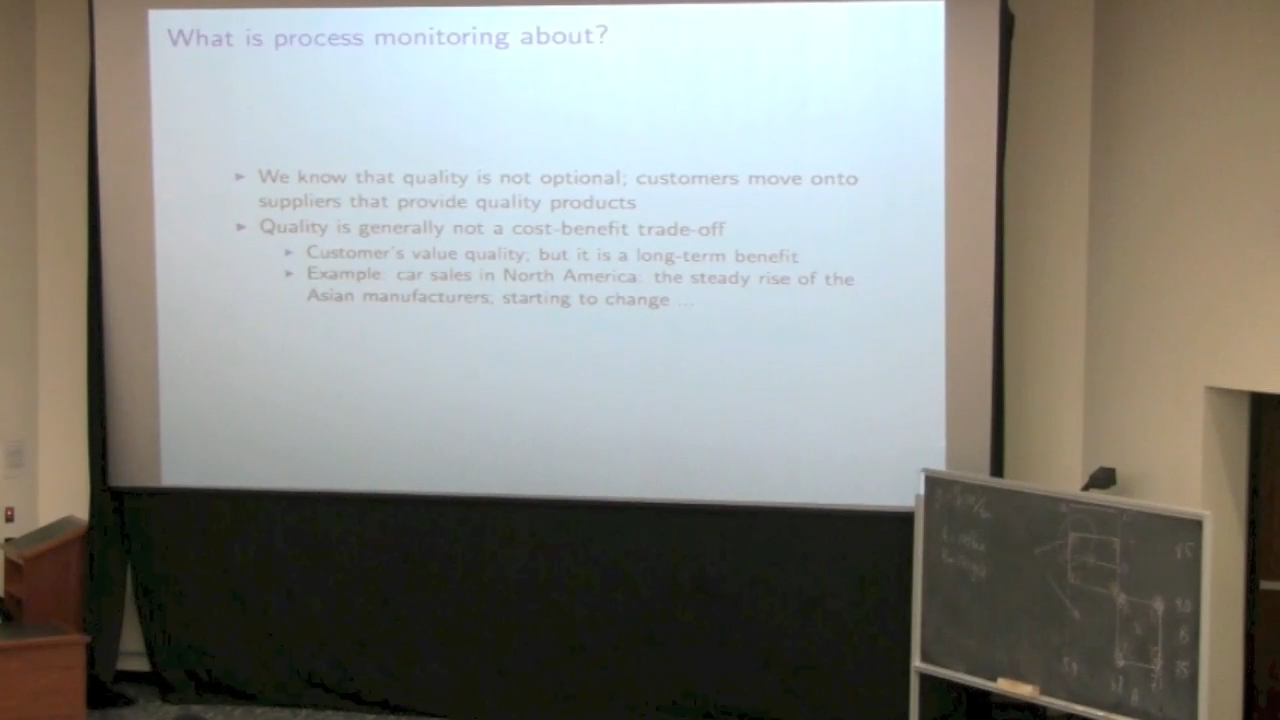 What is process monitoring about?
► We know that quality is not optional; customers move onto
suppliers that provide quality products
► Quality is generally not a cost-benefit trade-off
► Customer's value quality, but it is a long-term benefit
► Example: car sales in North America: the steady rise of the
Asian manufacturers; starting to change ...